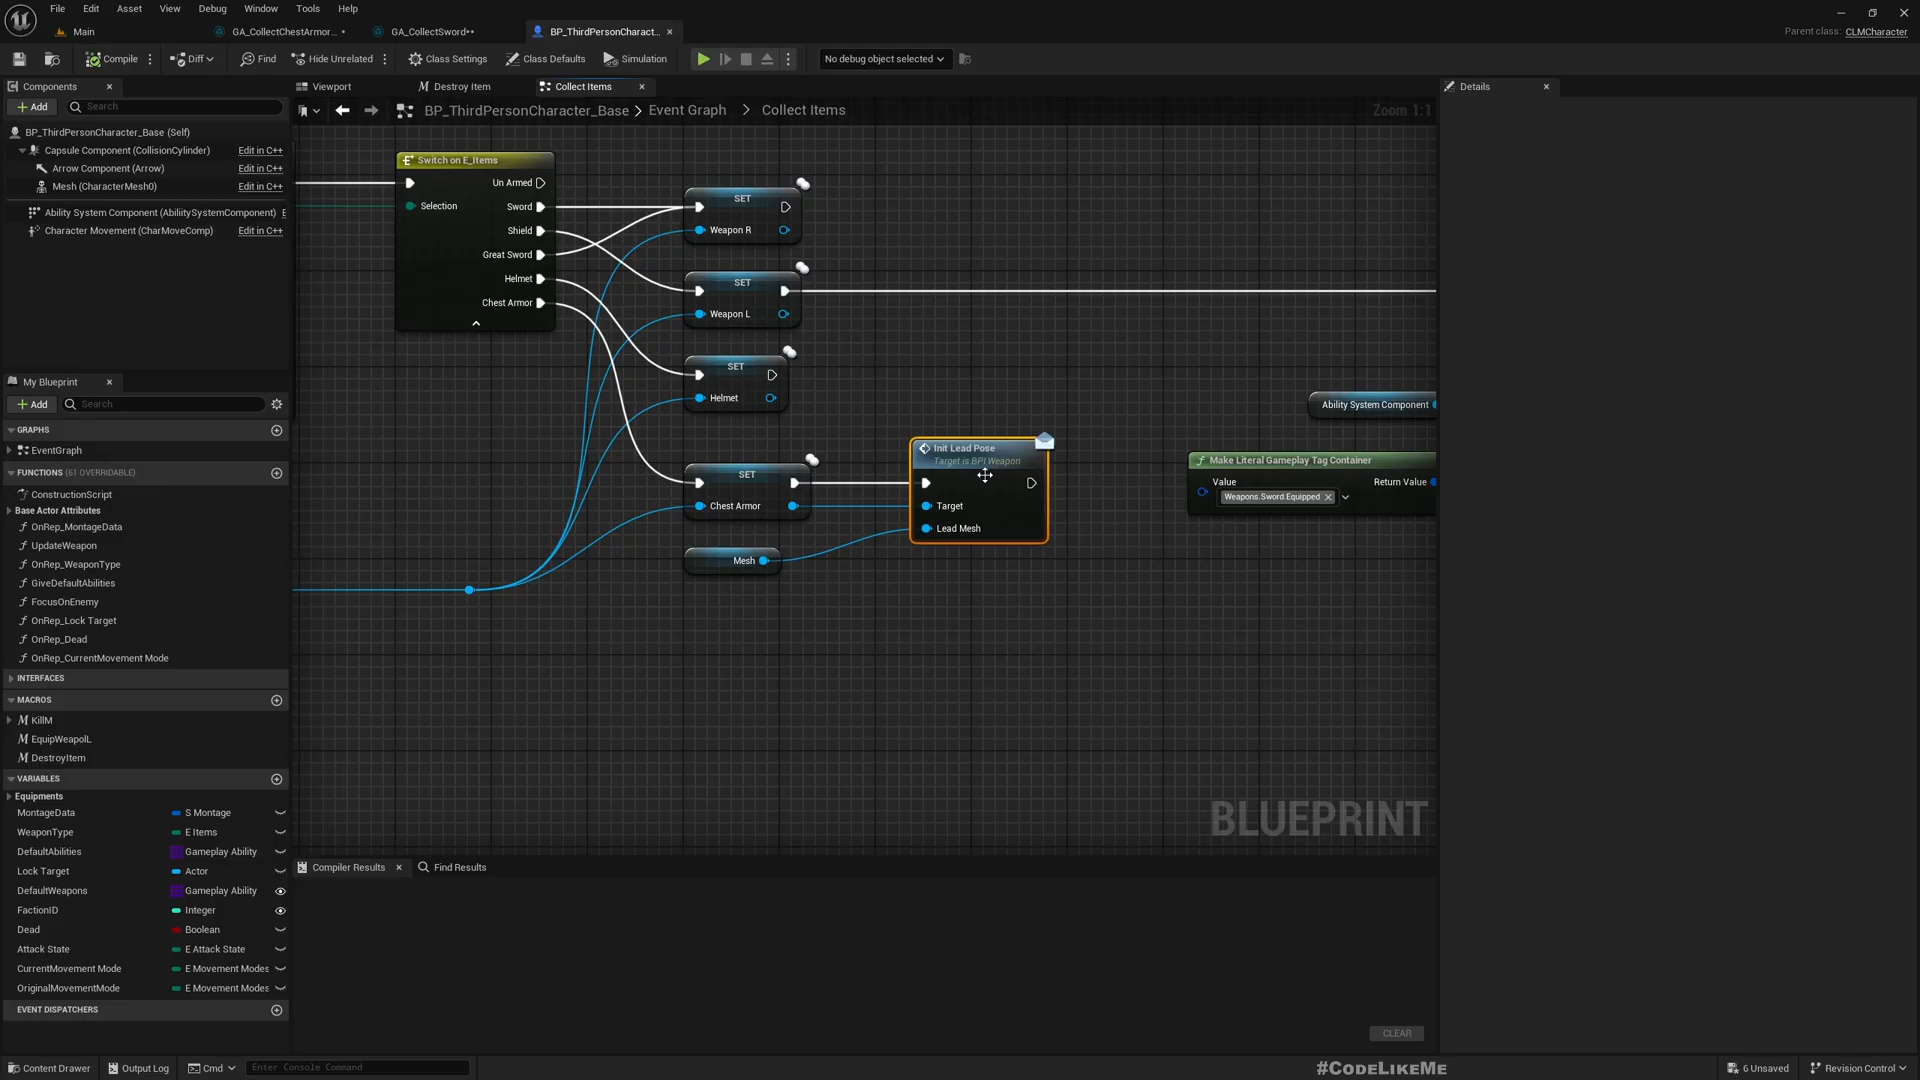 File Edit Asset View Debug Window Tools Help
Main GA_CollectChestArmor... • GA_CollectSword•• BP_ThirdPersonCharact...
Parent class: CLMCharacter
Compile Diff Find Hide Unrelated Class Settings Class Defaults Simulation No debug object selected
Components Viewport Destroy Item Collect Items Details
Add Search
BP_ThirdPersonCharacter_Base > Event Graph > Collect Items Zoom 1:1
BP_ThirdPersonCharacter_Base (Self)
Capsule Component (CollisionCylinder) Edit in C++
Arrow Component (Arrow) Edit in C++
Mesh (CharacterMesh0) Edit in C++
Ability System Component (AbilitySystemComponent) E
Character Movement (CharMoveComp) Edit in C++
Switch on E_Items
Un Armed
Selection
Sword
Shield
Great Sword
Helmet
Chest Armor
SET
Weapon R
SET
Weapon L
SET
Helmet
SET
Chest Armor
Mesh
Init Lead Pose
Target is BPI Weapon
Target
Lead Mesh
Ability System Component
Make Literal Gameplay Tag Container
Value
Weapons.Sword.Equipped
Return Value
BLUEPRINT
My Blueprint
Add Search
GRAPHS
EventGraph
FUNCTIONS (61 OVERRIDABLE)
ConstructionScript
Base Actor Attributes
OnRep_MontageData
UpdateWeapon
OnRep_WeaponType
GiveDefaultAbilities
FocusOnEnemy
OnRep_Lock Target
OnRep_Dead
OnRep_CurrentMovement Mode
INTERFACES
MACROS
KillM
EquipWeapolL
DestroyItem
VARIABLES
Equipments
MontageData S Montage
WeaponType E Items
DefaultAbilities Gameplay Ability
Lock Target Actor
DefaultWeapons Gameplay Ability
FactionID Integer
Dead Boolean
Attack State E Attack State
CurrentMovement Mode E Movement Modes
OriginalMovementMode E Movement Modes
EVENT DISPATCHERS
Compiler Results Find Results
CLEAR
Content Drawer Output Log Cmd Enter Console Command
#CODELIKEME
6 Unsaved Revision Control